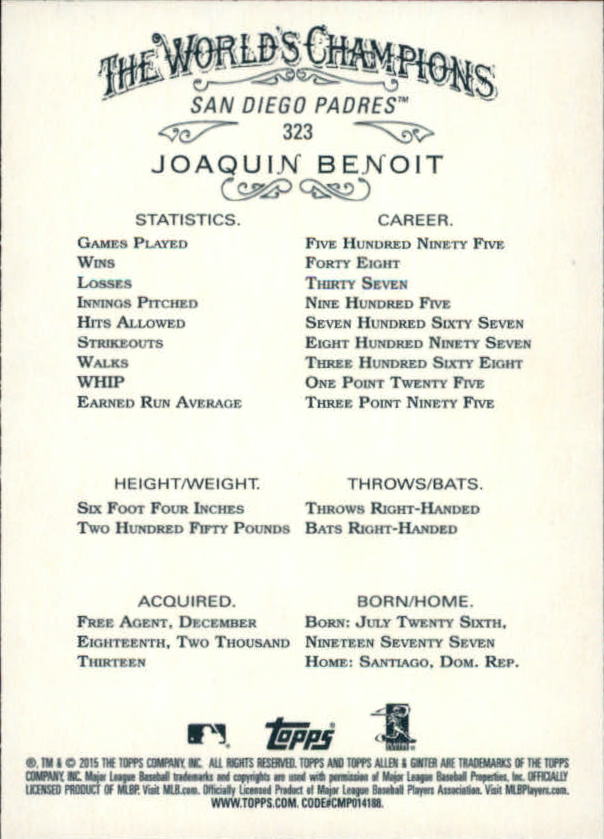 THE WORLD'S CHAMPIONS
SAN DIEGO PADRES™
323
JOAQUIN BENOIT
STATISTICS. CAREER.
GAMES PLAYED FIVE HUNDRED NINETY FIVE
WINS FORTY EIGHT
LOSSES THIRTY SEVEN
INNINGS PITCHED NINE HUNDRED FIVE
HITS ALLOWED SEVEN HUNDRED SIXTY SEVEN
STRIKEOUTS EIGHT HUNDRED NINETY SEVEN
WALKS THREE HUNDRED SIXTY EIGHT
WHIP ONE POINT TWENTY FIVE
EARNED RUN AVERAGE THREE POINT NINETY FIVE
HEIGHT/WEIGHT. THROWS/BATS.
SIX FOOT FOUR INCHES THROWS RIGHT-HANDED
TWO HUNDRED FIFTY POUNDS BATS RIGHT-HANDED
ACQUIRED. BORN/HOME.
FREE AGENT, DECEMBER BORN: JULY TWENTY SIXTH,
EIGHTEENTH, TWO THOUSAND NINETEEN SEVENTY SEVEN
THIRTEEN HOME: SANTIAGO, DOM. REP.
Topps
®, TM & © 2015 THE TOPPS COMPANY, INC. ALL RIGHTS RESERVED. TOPPS AND TOPPS ALLEN & GINTER ARE TRADEMARKS OF THE TOPPS
COMPANY, INC. Major League Baseball trademarks and copyrights are used with permission of Major League Baseball Properties, Inc. OFFICIALLY
LICENSED PRODUCT OF MLBP. Visit MLB.com. Officially Licensed Product of Major League Baseball Players Association. Visit MLBPlayers.com.
WWW.TOPPS.COM. CODE#CMP014188.